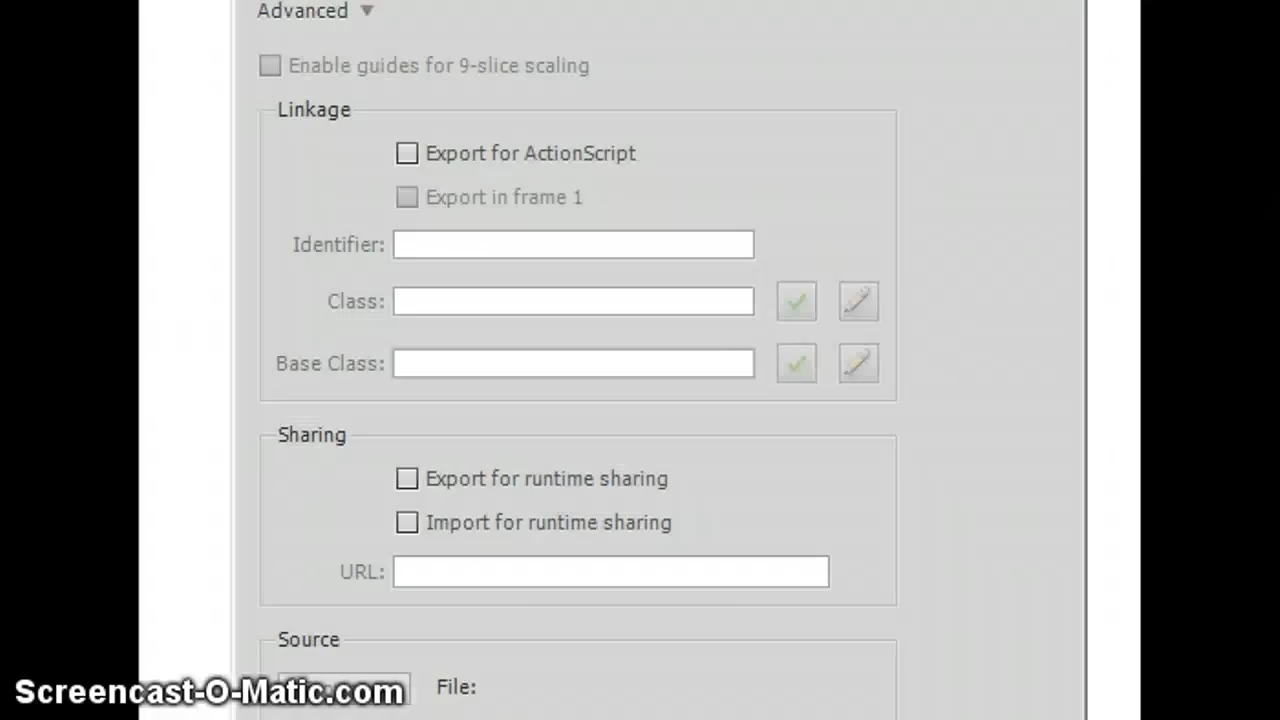 Advanced
Enable guides for 9-slice scaling
Linkage
Export for ActionScript
Export in frame 1
Identifier:
Class:
Base Class:
Sharing
Export for runtime sharing
Import for runtime sharing
URL:
Source
File:
Screencast-O-Matic.com